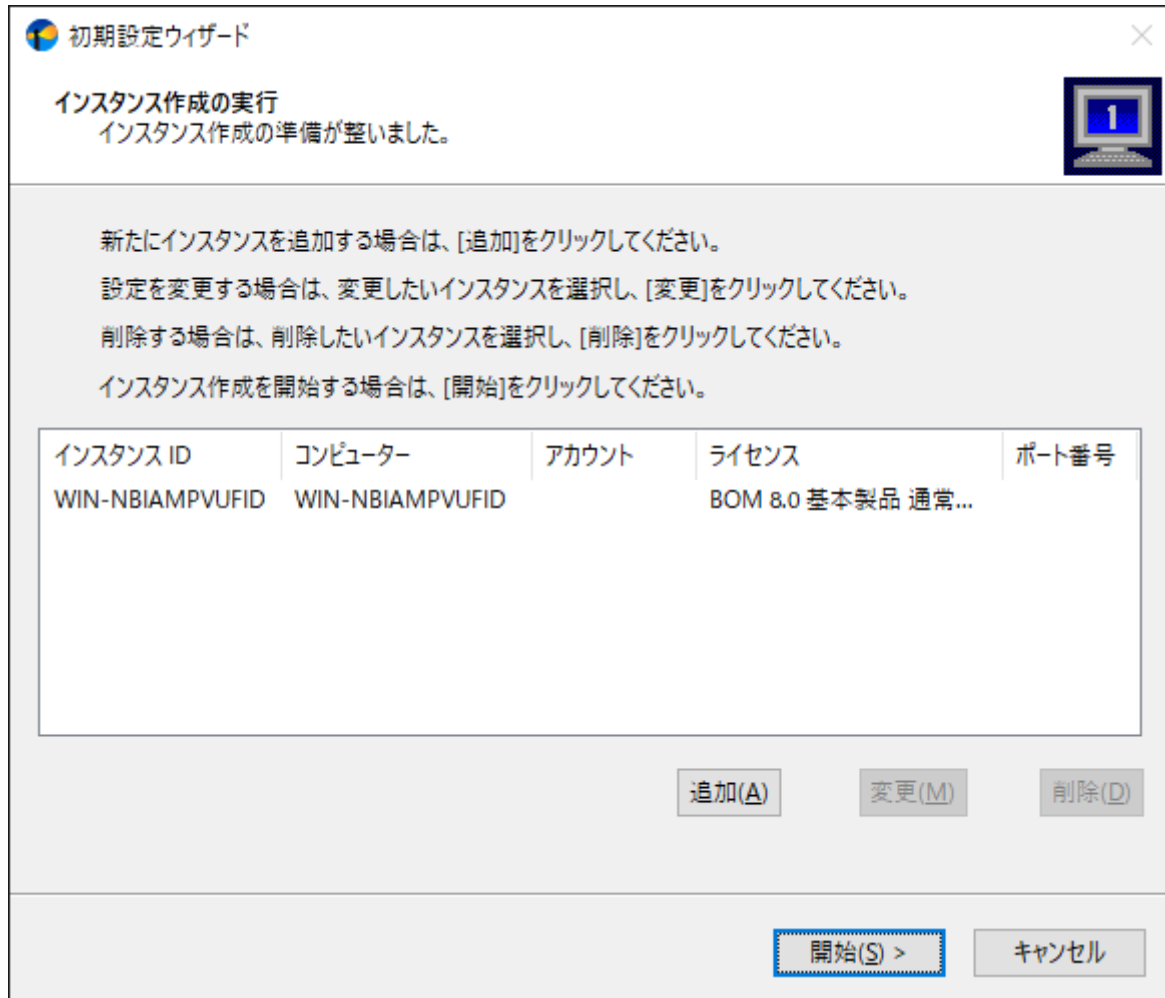 初期設定ウィザード
インスタンス作成の実行
インスタンス作成の準備が整いました。
1
新たにインスタンスを追加する場合は、[追加]をクリックしてください。
設定を変更する場合は、変更したいインスタンスを選択し、[変更]をクリックしてください。
削除する場合は、削除したいインスタンスを選択し、[削除]をクリックしてください。
インスタンス作成を開始する場合は、[開始]をクリックしてください。
インスタンス ID コンピューター アカウント ライセンス ポート番号
WIN-NBIAMPVUFID WIN-NBIAMPVUFID BOM 8.0 基本製品 通常...
追加(A) 変更(M) 削除(D)
開始(S) > キャンセル